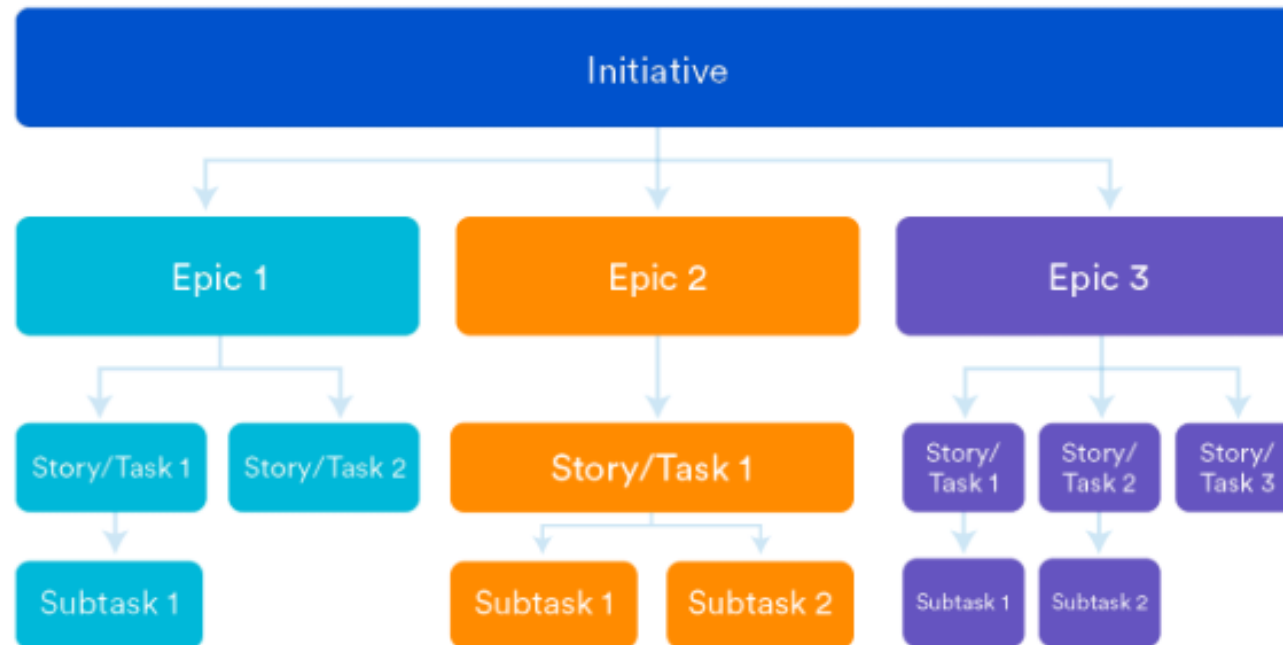 Initiative
Epic 1
Epic 2
Epic 3
Story/Task 1
Story/Task 2
Story/Task 1
Story/
Task 1
Story/
Task 2
Story/
Task 3
Subtask 1
Subtask 1
Subtask 2
Subtask 1
Subtask 2